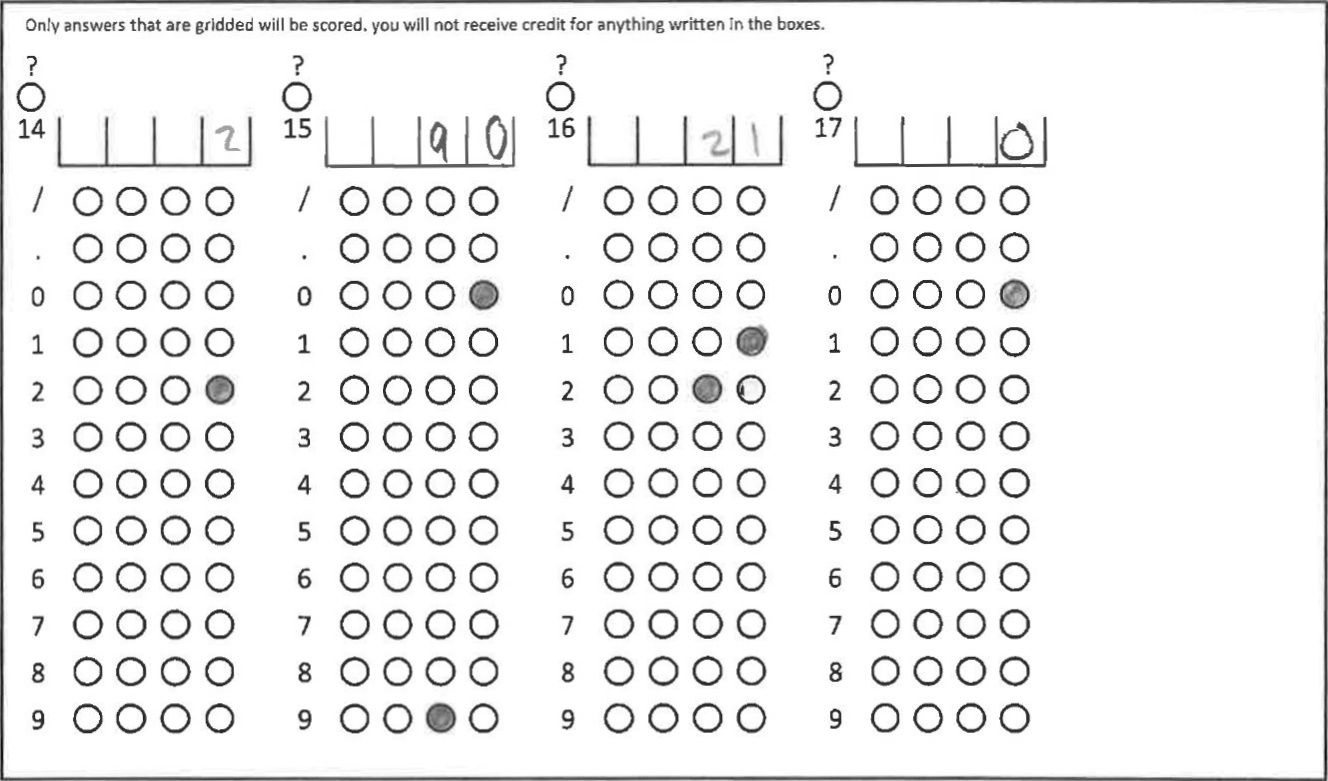 Only answers that are gridded will be scored, you will not receive credit for anything written in the boxes.
? ? ? ?
14 2 15 9 0 16 2 1 17 0
/ / / /
. . . .
0 0 0 0
1 1 1 1
2 2 2 2
3 3 3 3
4 4 4 4
5 5 5 5
6 6 6 6
7 7 7 7
8 8 8 8
9 9 9 9